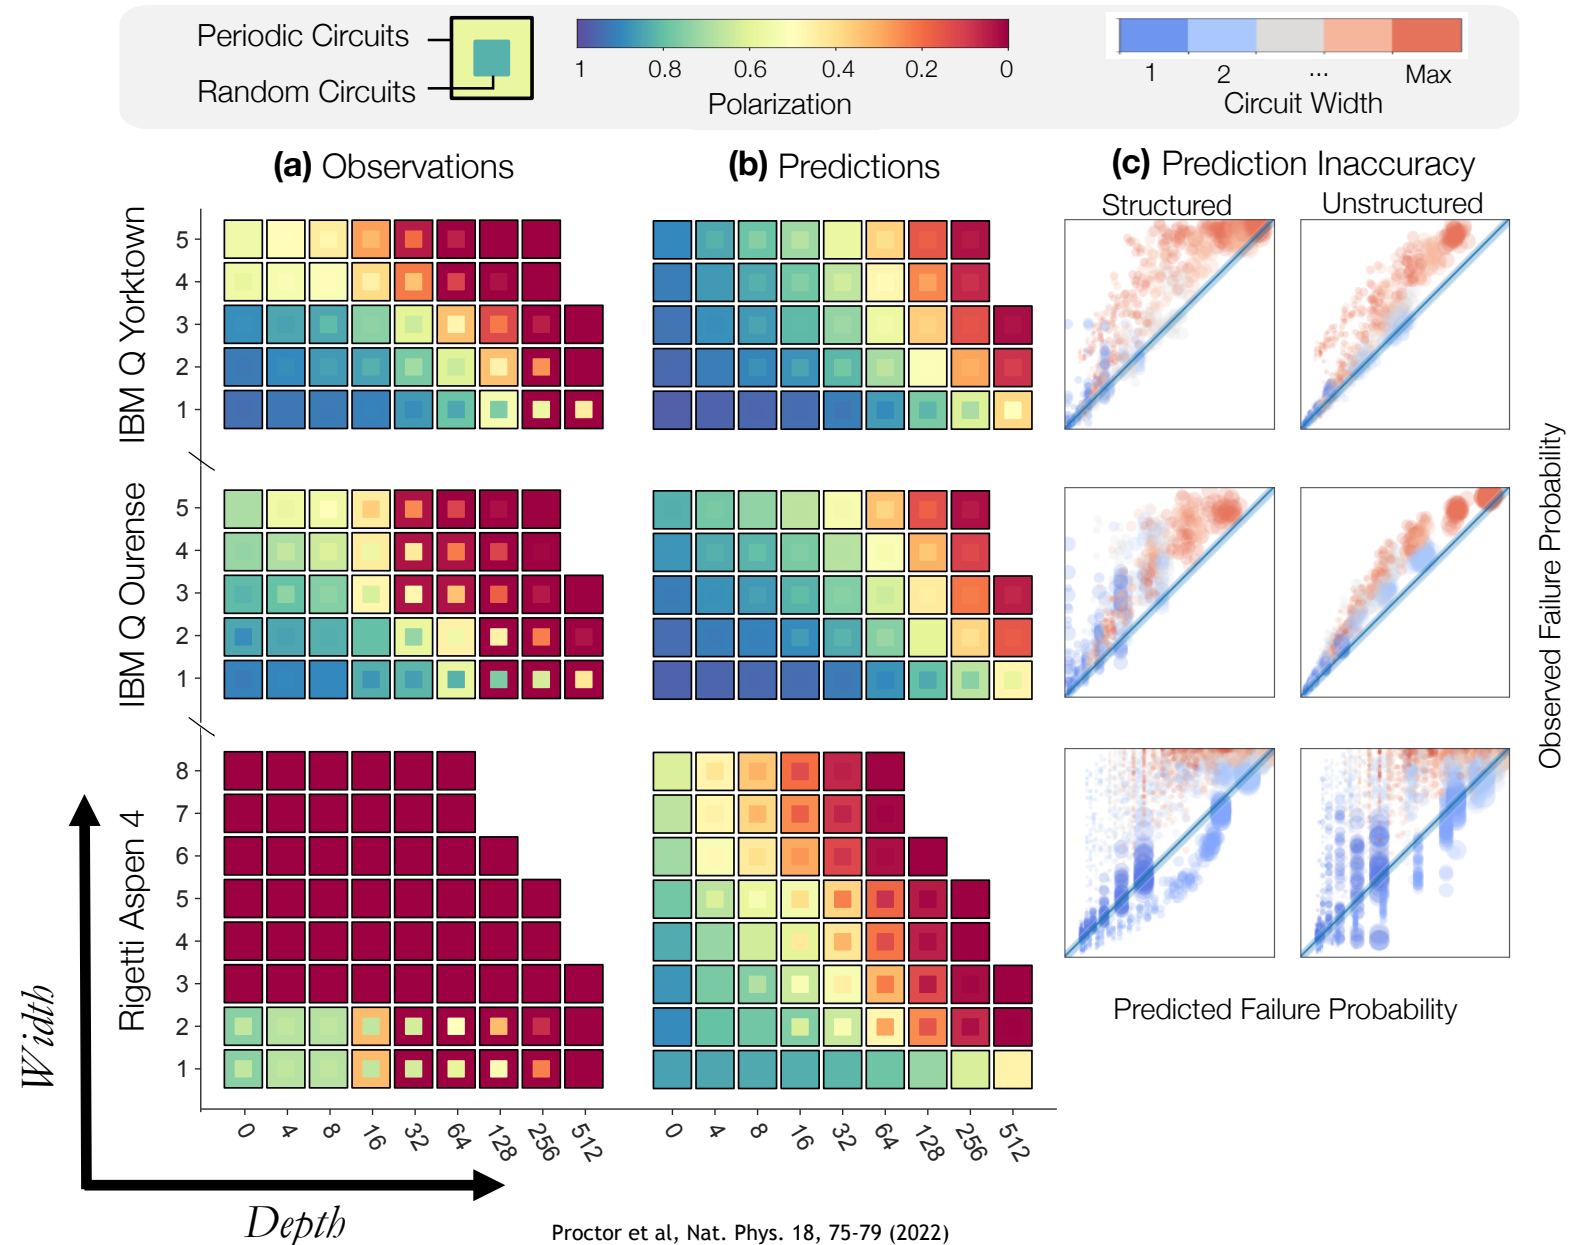 Periodic Circuits
Random Circuits
1 0.8 0.6 0.4 0.2 0
Polarization
1 2 ... Max
Circuit Width
(a) Observations
(b) Predictions
(c) Prediction Inaccuracy
Structured
Unstructured
IBM Q Yorktown
5
4
3
2
1
IBM Q Ourense
5
4
3
2
1
Rigetti Aspen 4
8
7
6
5
4
3
2
1
0 4 8 16 32 64 128 256 512
0 4 8 16 32 64 128 256 512
Observed Failure Probability
Predicted Failure Probability
Width
Depth
Proctor et al, Nat. Phys. 18, 75-79 (2022)